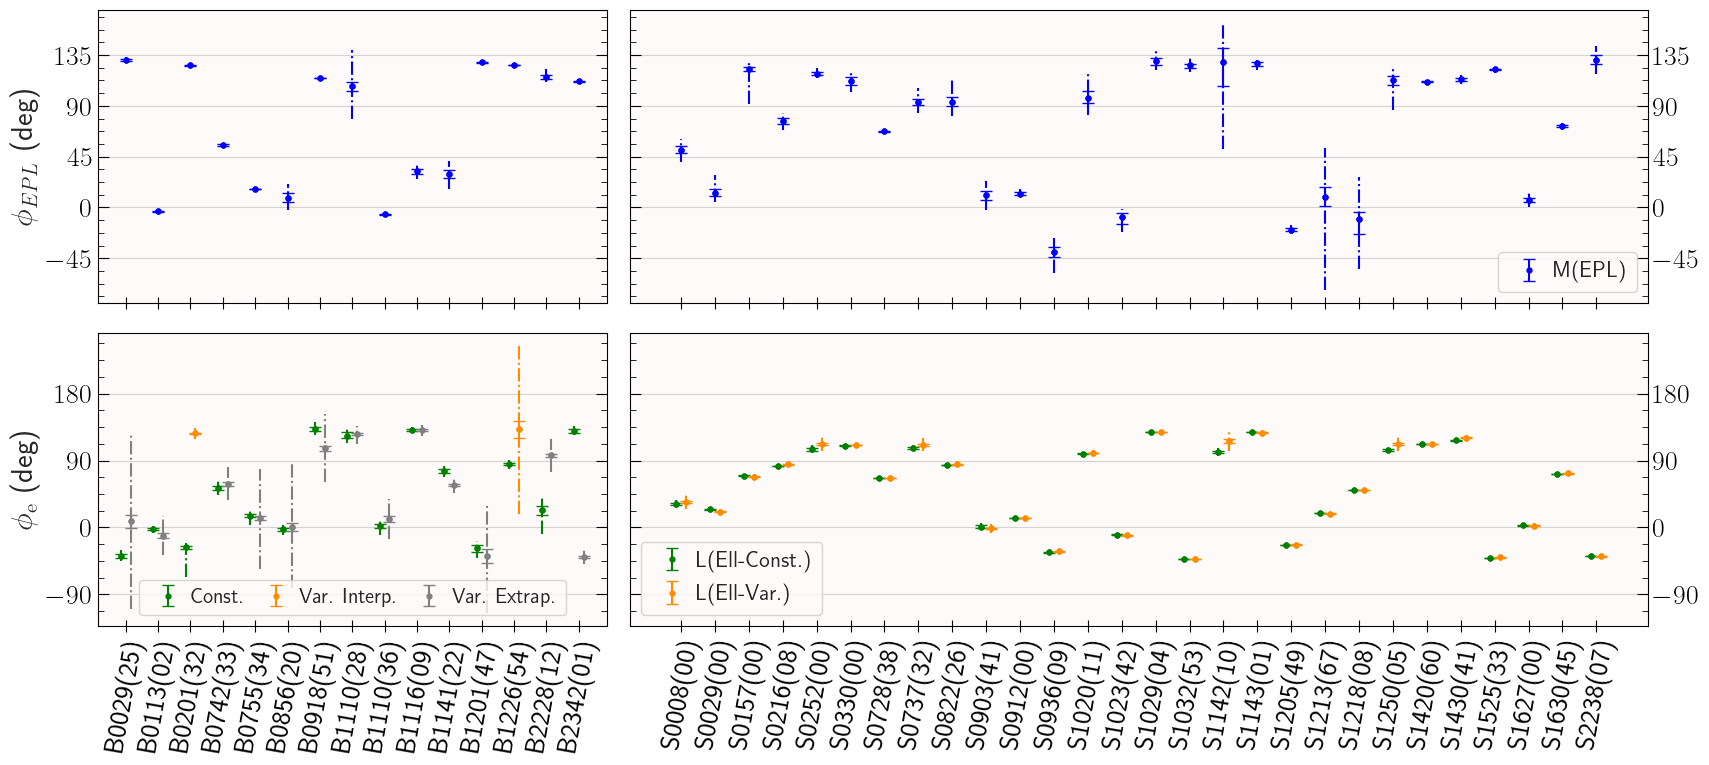 ϕ_EPL (deg)
135
90
45
0
−45
135
90
45
0
−45
M(EPL)
ϕ_e (deg)
180
90
0
−90
180
90
0
−90
Const.
Var. Interp.
Var. Extrap.
L(Ell-Const.)
L(Ell-Var.)
B0029(25)
B0113(02)
B0201(32)
B0742(33)
B0755(34)
B0856(20)
B0918(51)
B1110(28)
B1110(36)
B1116(09)
B1141(22)
B1201(47)
B1226(54)
B2228(12)
B2342(01)
S0008(00)
S0029(00)
S0157(00)
S0216(08)
S0252(00)
S0330(00)
S0728(38)
S0737(32)
S0822(26)
S0903(41)
S0912(00)
S0936(09)
S1020(11)
S1023(42)
S1029(04)
S1032(53)
S1142(10)
S1143(01)
S1205(49)
S1213(67)
S1218(08)
S1250(05)
S1420(60)
S1430(41)
S1525(33)
S1627(00)
S1630(45)
S2238(07)